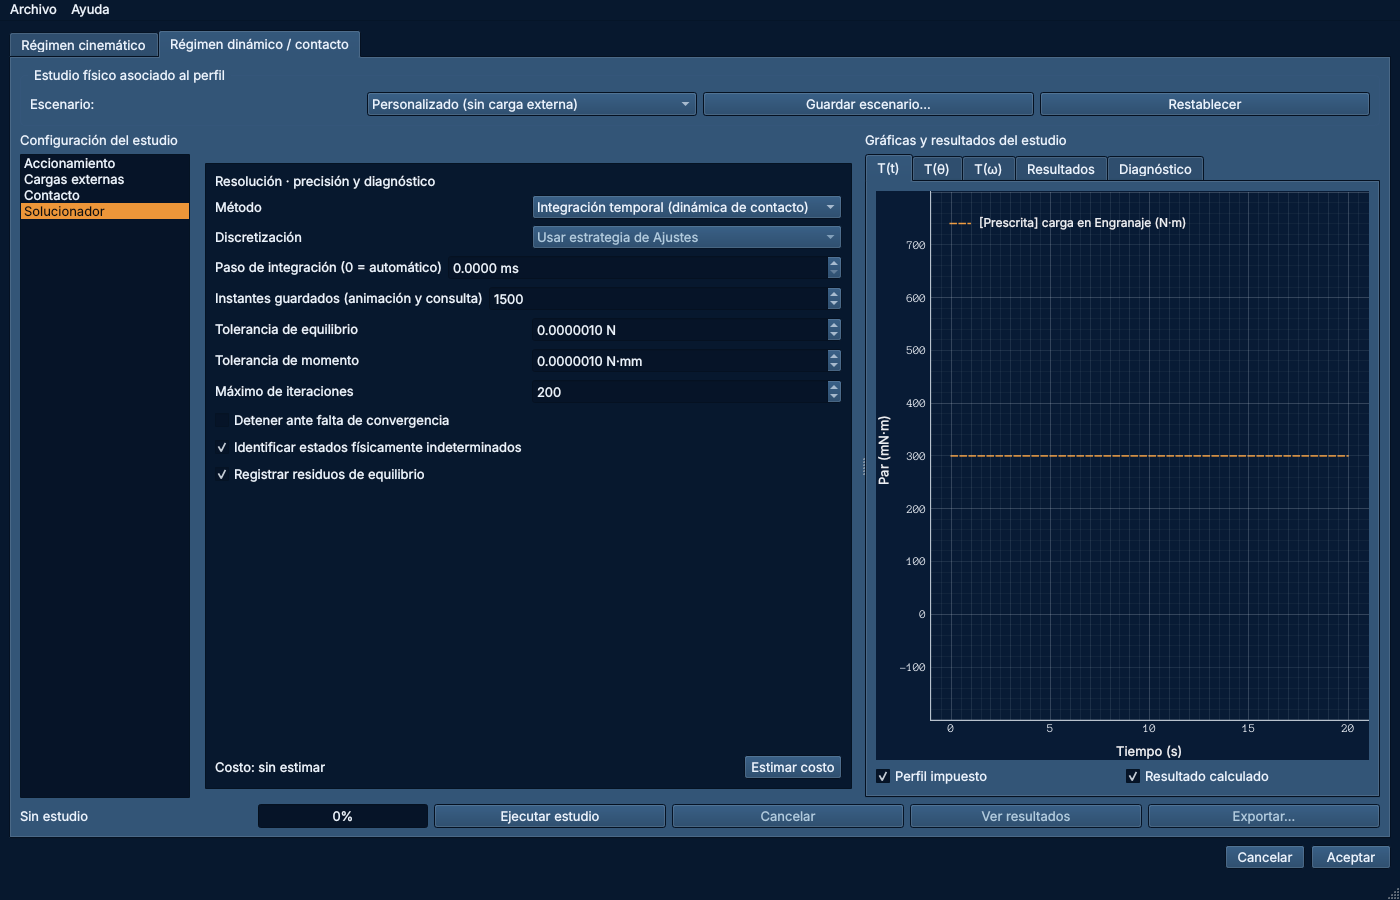 Archivo Ayuda
Régimen cinemático Régimen dinámico / contacto
Estudio físico asociado al perfil
Escenario: Personalizado (sin carga externa) Guardar escenario... Restablecer
Configuración del estudio
Accionamiento
Cargas externas
Contacto
Solucionador
Resolución · precisión y diagnóstico
Método Integración temporal (dinámica de contacto)
Discretización Usar estrategia de Ajustes
Paso de integración (0 = automático) 0.0000 ms
Instantes guardados (animación y consulta) 1500
Tolerancia de equilibrio 0.0000010 N
Tolerancia de momento 0.0000010 N·mm
Máximo de iteraciones 200
Detener ante falta de convergencia
✓ Identificar estados físicamente indeterminados
✓ Registrar residuos de equilibrio
Costo: sin estimar Estimar costo
Gráficas y resultados del estudio
T(t) T(θ) T(ω) Resultados Diagnóstico
[Prescrita] carga en Engranaje (N·m)
700
600
500
400
300
200
100
0
−100
Par (mN·m)
0 5 10 15 20
Tiempo (s)
✓ Perfil impuesto ✓ Resultado calculado
Sin estudio 0% Ejecutar estudio Cancelar Ver resultados Exportar...
Cancelar Aceptar